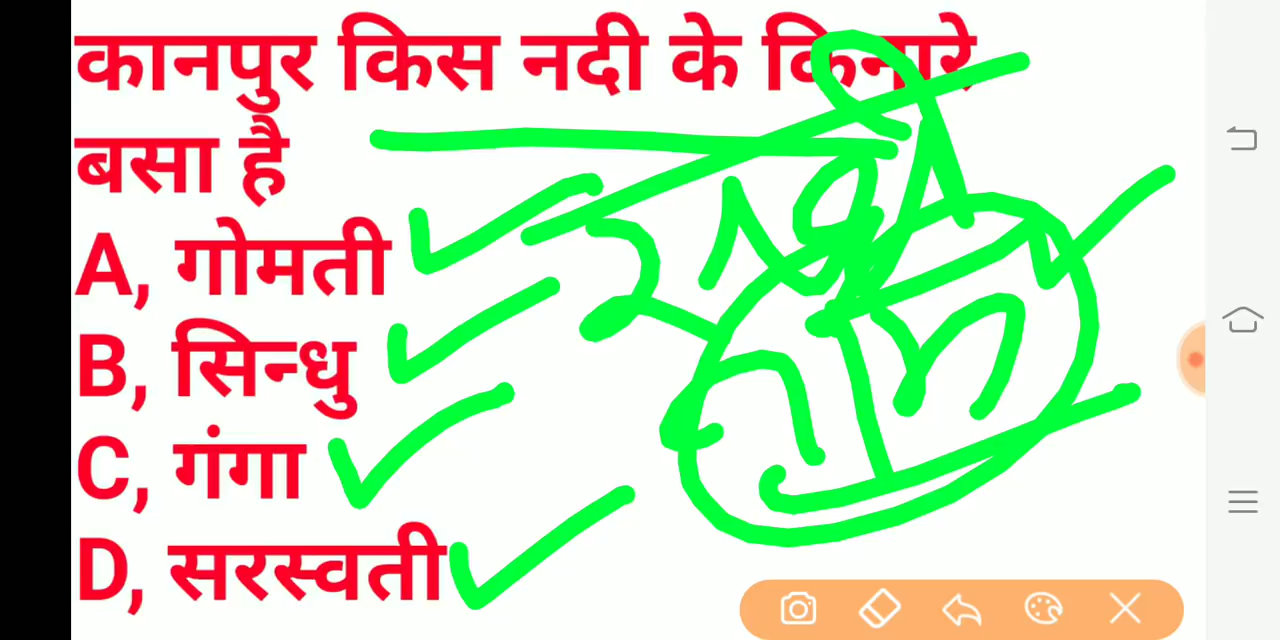 कानपुर किस नदी के किनारे
बसा है
A, गोमती
B, सिन्धु
C, गंगा
D, सरस्वती